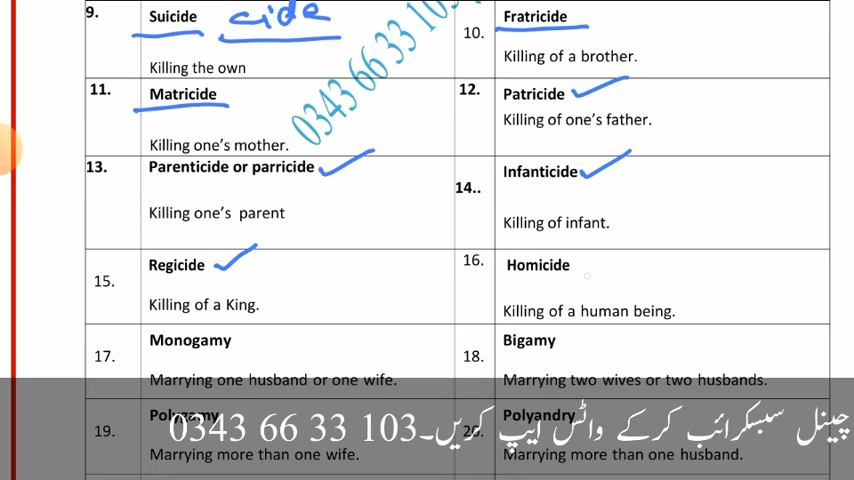 9. Suicide cide
Killing the own
10. Fratricide
Killing of a brother.
0343 66 33 103
11. Matricide
Killing one's mother.
12. Patricide
Killing of one's father.
13. Parenticide or parricide
Killing one's parent
14.. Infanticide
Killing of infant.
15. Regicide
Killing of a King.
16. Homicide
Killing of a human being.
17. Monogamy
Marrying one husband or one wife.
18. Bigamy
Marrying two wives or two husbands.
19. Polygamy
Marrying more than one wife.
20. Polyandry
Marrying more than one husband.
چینل سبسکرائب کرکے واٹس ایپ کریں۔0343 66 33 103